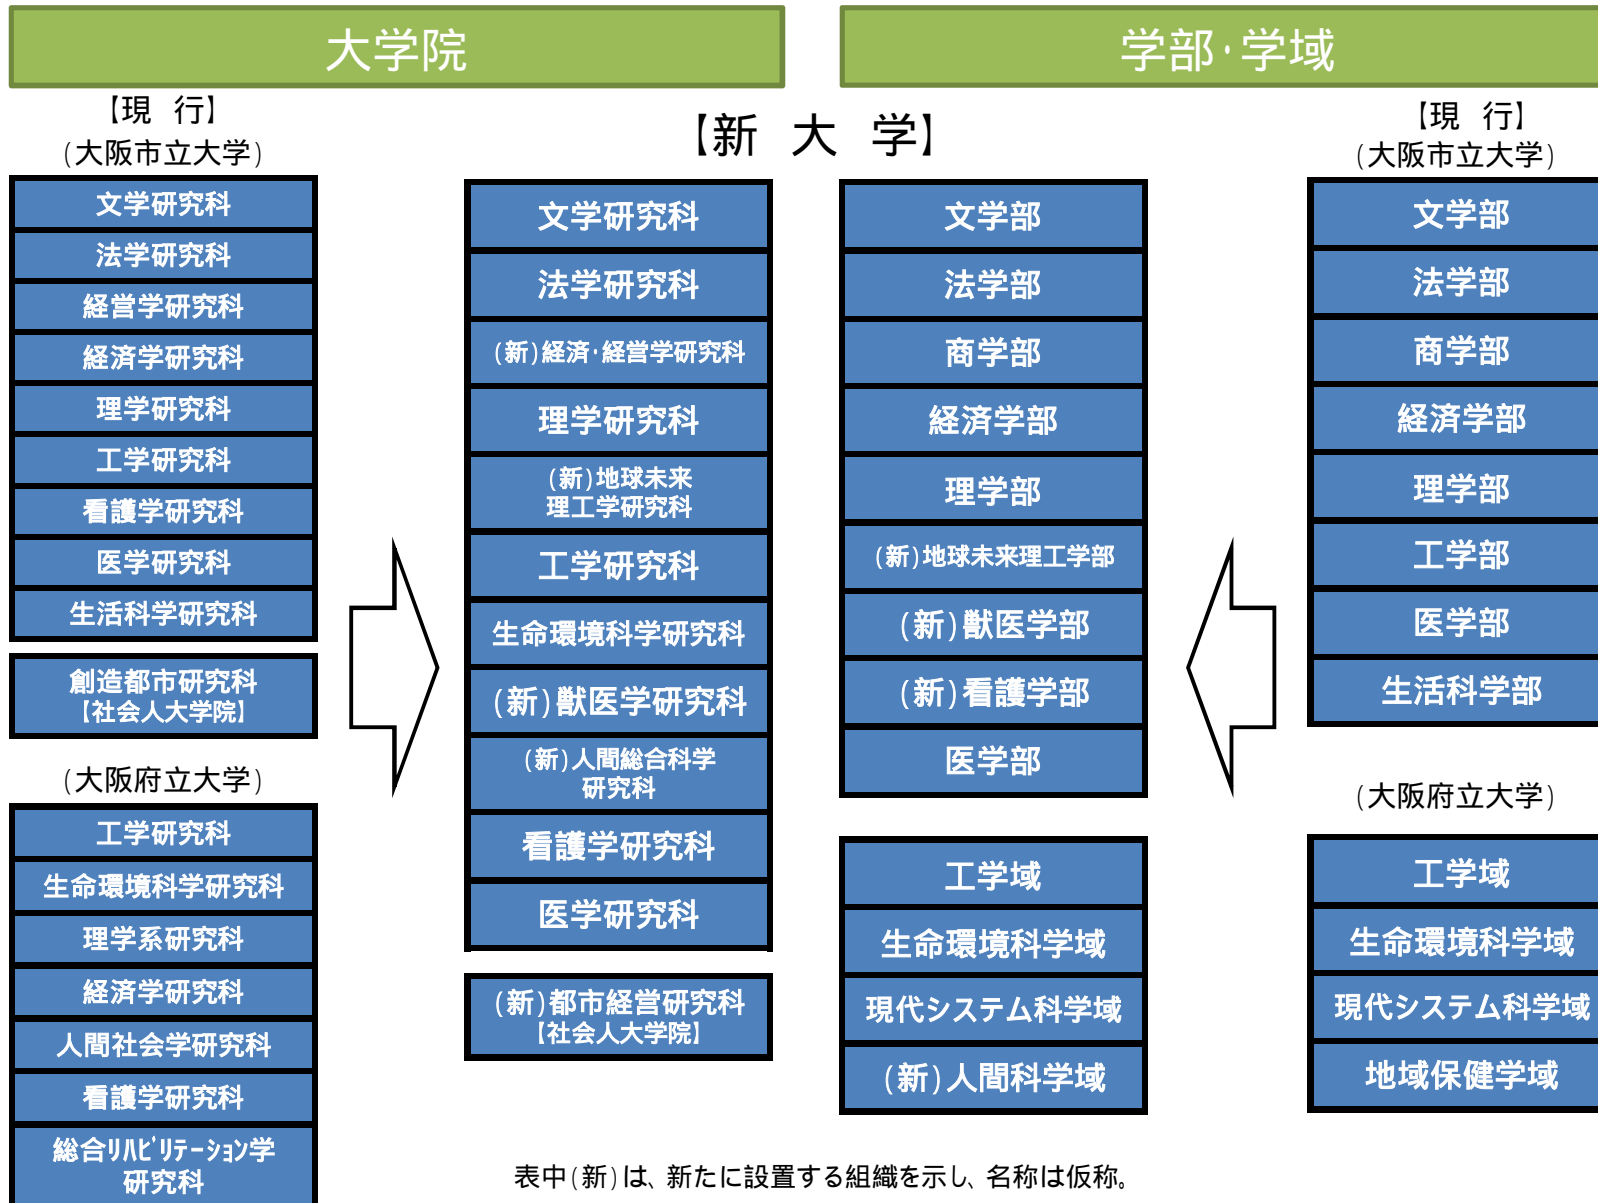 大学院
学部・学域
【現 行】
(大阪市立大学)
文学研究科
法学研究科
経営学研究科
経済学研究科
理学研究科
工学研究科
看護学研究科
医学研究科
生活科学研究科
創造都市研究科
【社会人大学院】
(大阪府立大学)
工学研究科
生命環境科学研究科
理学系研究科
経済学研究科
人間社会学研究科
看護学研究科
総合リハビリテーション学
研究科
【新 大 学】
文学研究科
法学研究科
(新)経済・経営学研究科
理学研究科
(新)地球未来
理工学研究科
工学研究科
生命環境科学研究科
(新)獣医学研究科
(新)人間総合科学
研究科
看護学研究科
医学研究科
(新)都市経営研究科
【社会人大学院】
文学部
法学部
商学部
経済学部
理学部
(新)地球未来理工学部
(新)獣医学部
(新)看護学部
医学部
工学域
生命環境科学域
現代システム科学域
(新)人間科学域
【現 行】
(大阪市立大学)
文学部
法学部
商学部
経済学部
理学部
工学部
医学部
生活科学部
(大阪府立大学)
工学域
生命環境科学域
現代システム科学域
地域保健学域
表中(新)は、新たに設置する組織を示し、名称は仮称。